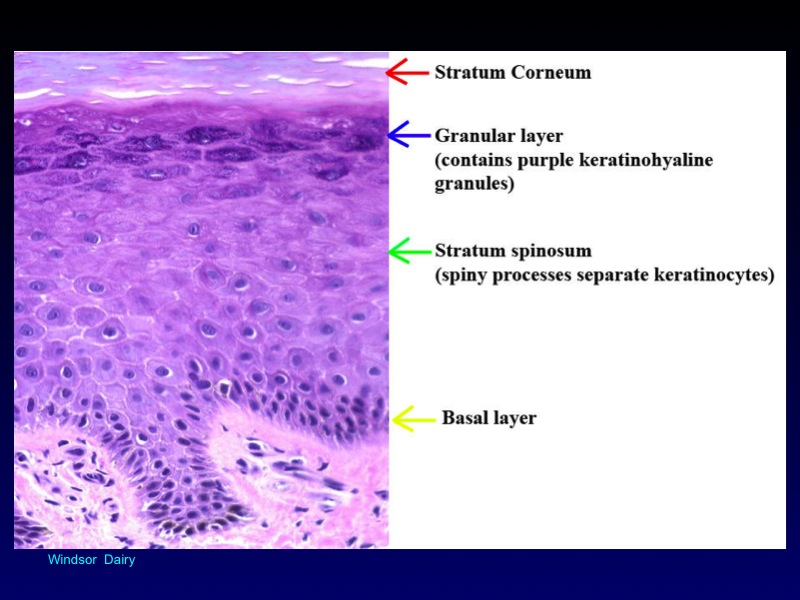 Stratum Corneum
Granular layer
(contains purple keratinohyaline
granules)
Stratum spinosum
(spiny processes separate keratinocytes)
Basal layer
Windsor Dairy